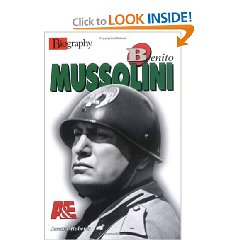 Click to LOOK INSIDE!
Biography
Benito
MUSSOLINI
A&E